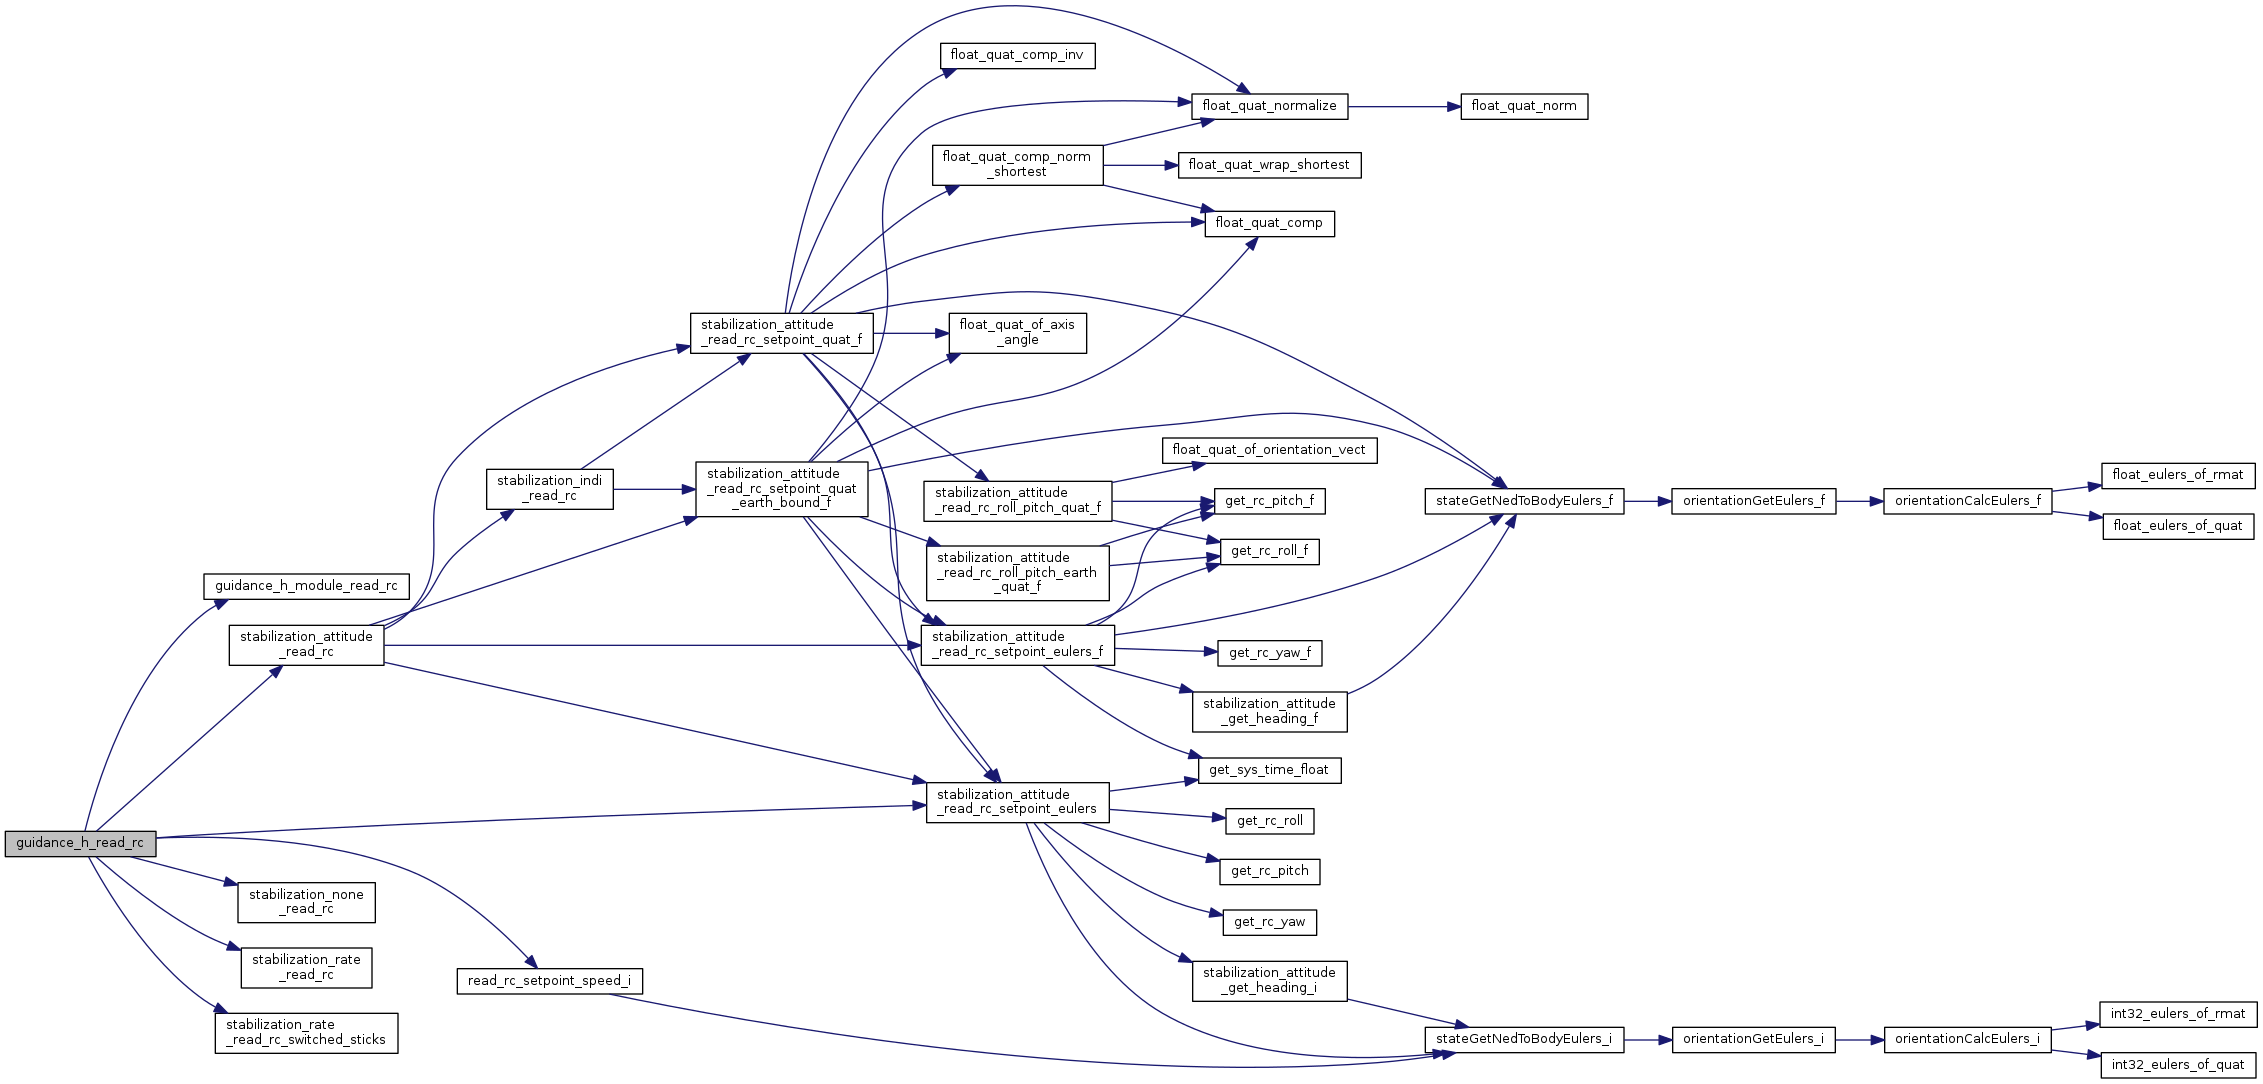 float_quat_comp_inv
float_quat_normalize
float_quat_norm
float_quat_comp_norm
_shortest
float_quat_wrap_shortest
float_quat_comp
stabilization_attitude
_read_rc_setpoint_quat_f
float_quat_of_axis
_angle
float_quat_of_orientation_vect
stabilization_indi
_read_rc
stabilization_attitude
_read_rc_setpoint_quat
_earth_bound_f
stabilization_attitude
_read_rc_roll_pitch_quat_f
get_rc_pitch_f
stateGetNedToBodyEulers_f
orientationGetEulers_f
orientationCalcEulers_f
float_eulers_of_rmat
float_eulers_of_quat
get_rc_roll_f
stabilization_attitude
_read_rc_roll_pitch_earth
_quat_f
guidance_h_module_read_rc
stabilization_attitude
_read_rc
stabilization_attitude
_read_rc_setpoint_eulers_f
get_rc_yaw_f
stabilization_attitude
_get_heading_f
get_sys_time_float
stabilization_attitude
_read_rc_setpoint_eulers
get_rc_roll
guidance_h_read_rc
get_rc_pitch
stabilization_none
_read_rc
get_rc_yaw
stabilization_rate
_read_rc
read_rc_setpoint_speed_i
stabilization_attitude
_get_heading_i
stabilization_rate
_read_rc_switched_sticks
stateGetNedToBodyEulers_i
orientationGetEulers_i
orientationCalcEulers_i
int32_eulers_of_rmat
int32_eulers_of_quat